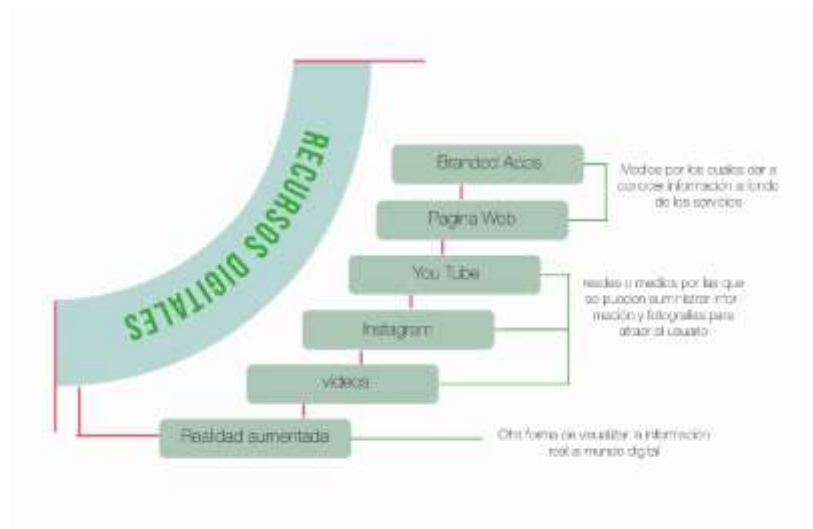 RECURSOS DIGITALES
Branded Apps
Medios por los cuales dar a
conocer información a fondo
de los servicios
Pagina Web
You Tube
redes o medios por las que
se pueden suministrar infor
mación y fotografias para
atraer al usuario
Instagram
videos
Realidad aumentada
Otra forma de visualizar la información
real a mundo digital